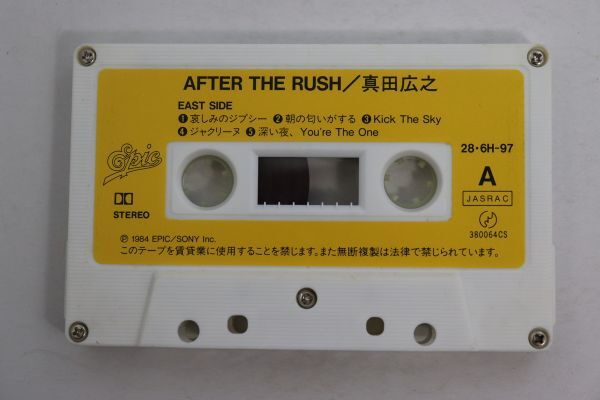 AFTER THE RUSH／真田広之
EAST SIDE
❶哀しみのジプシー ❷朝の匂いがする ❸Kick The Sky
❹ジャクリーヌ ❺深い夜、You're The One
Epic
28・6H-97
A
JASRAC
STEREO
380064CS
Ⓟ 1984 EPIC/SONY Inc.
このテープを賃貸業に使用することを禁じます。また無断複製は法律で禁じられています。